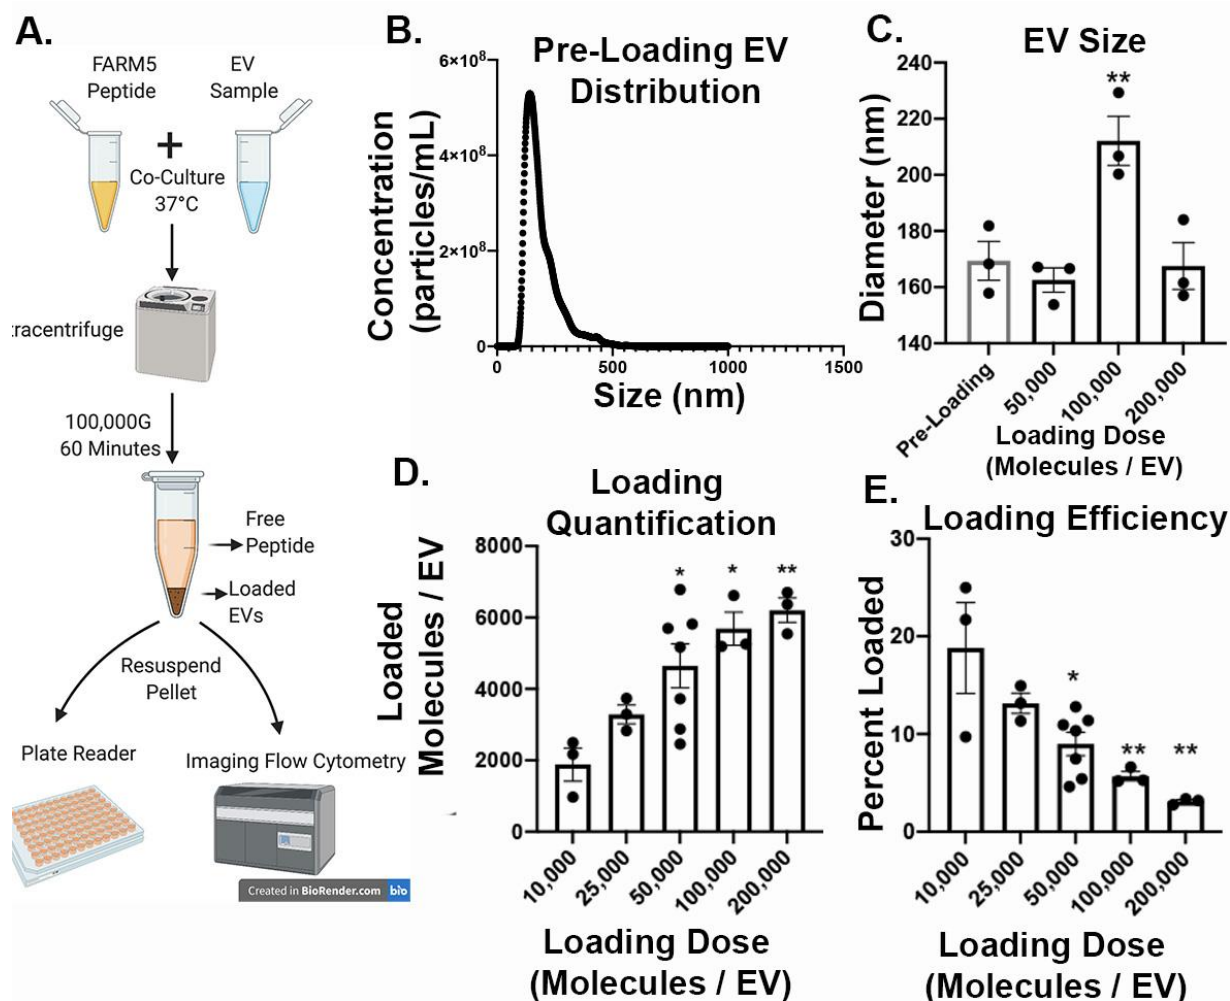 A.
FARM5
Peptide
EV
Sample
+
Co-Culture
37°C
tracentrifuge
100,000G
60 Minutes
Free
Peptide
Loaded
EVs
Resuspend
Pellet
Plate Reader
Imaging Flow Cytometry
Created in BioRender.com bio
B.
Pre-Loading EV
Distribution
Concentration
(particles/mL)
6×10⁸
4×10⁸
2×10⁸
0
0 500 1000 1500
Size (nm)
C.
EV Size
Diameter (nm)
240
220
200
180
160
140
**
Pre-Loading
50,000
100,000
200,000
Loading Dose
(Molecules / EV)
D.
Loading
Quantification
Loaded
Molecules / EV
8000
6000
4000
2000
0
* * **
10,000
25,000
50,000
100,000
200,000
Loading Dose
(Molecules / EV)
E.
Loading Efficiency
Percent Loaded
30
20
10
0
* ** **
10,000
25,000
50,000
100,000
200,000
Loading Dose
(Molecules / EV)